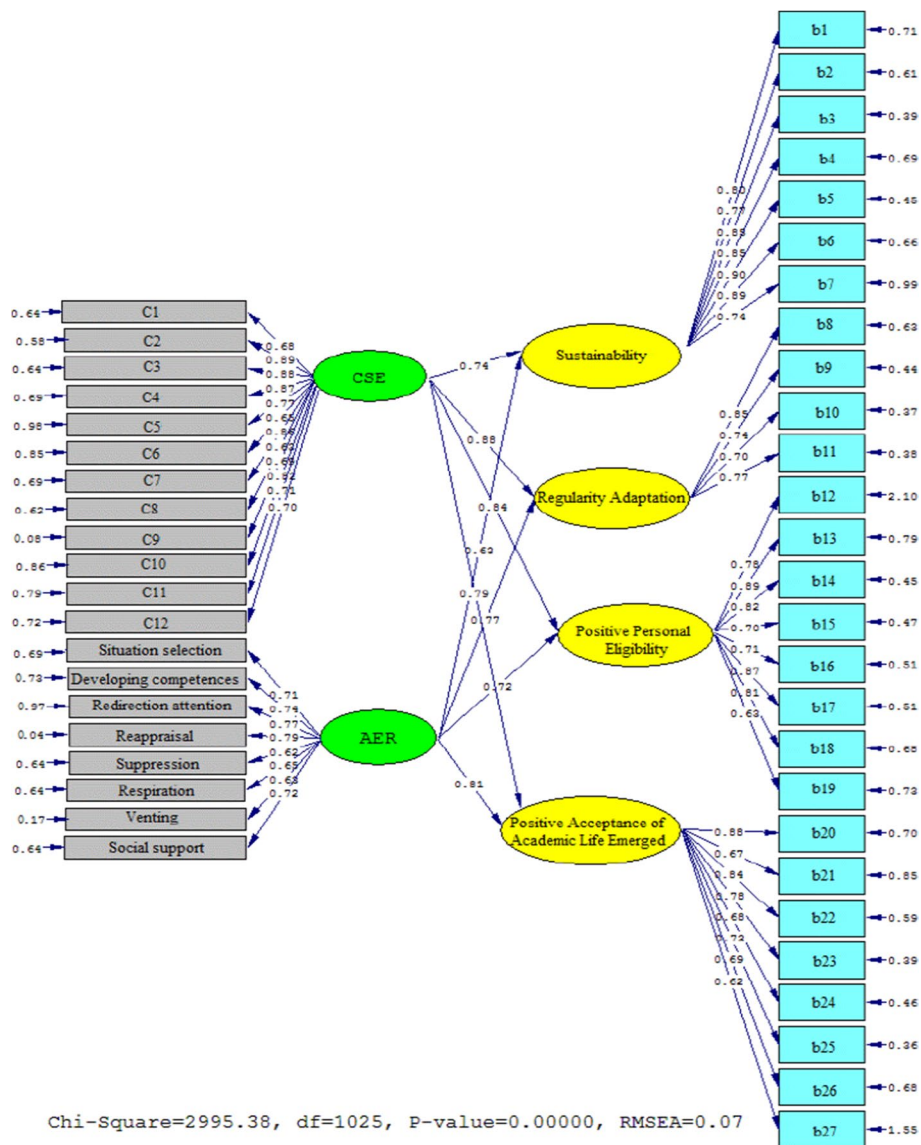 b1
0.71
b2
0.61
b3
0.39
b4
0.69
b5
0.45
b6
0.66
b7
0.99
b8
0.63
b9
0.44
b10
0.37
b11
0.38
b12
2.10
b13
0.79
b14
0.45
b15
0.47
b16
0.51
b17
0.51
b18
0.68
b19
0.73
b20
0.70
b21
0.85
b22
0.59
b23
0.39
b24
0.46
b25
0.36
b26
0.68
b27
1.55
0.80
0.77
0.85
0.90
0.89
0.74
0.85
0.74
0.70
0.77
0.78
0.89
0.82
0.70
0.71
0.87
0.81
0.63
0.88
0.67
0.84
0.78
0.68
0.73
0.69
0.62
Sustainability
Regularity Adaptation
Positive Personal
Eligibility
Positive Acceptance of
Academic Life Emerged
0.74
0.88
0.84
0.63
0.79
0.77
0.72
0.81
CSE
AER
0.68
0.89
0.88
0.87
0.77
0.71
0.70
0.71
0.74
0.77
0.79
0.62
0.65
0.68
0.72
0.64
C1
0.58
C2
0.64
C3
0.69
C4
0.98
C5
0.85
C6
0.69
C7
0.62
C8
0.08
C9
0.86
C10
0.79
C11
0.72
C12
0.69
Situation selection
0.73
Developing competences
0.97
Redirection attention
0.04
Reappraisal
0.64
Suppression
0.64
Respiration
0.17
Venting
0.64
Social support
Chi-Square=2995.38, df=1025, P-value=0.00000, RMSEA=0.07